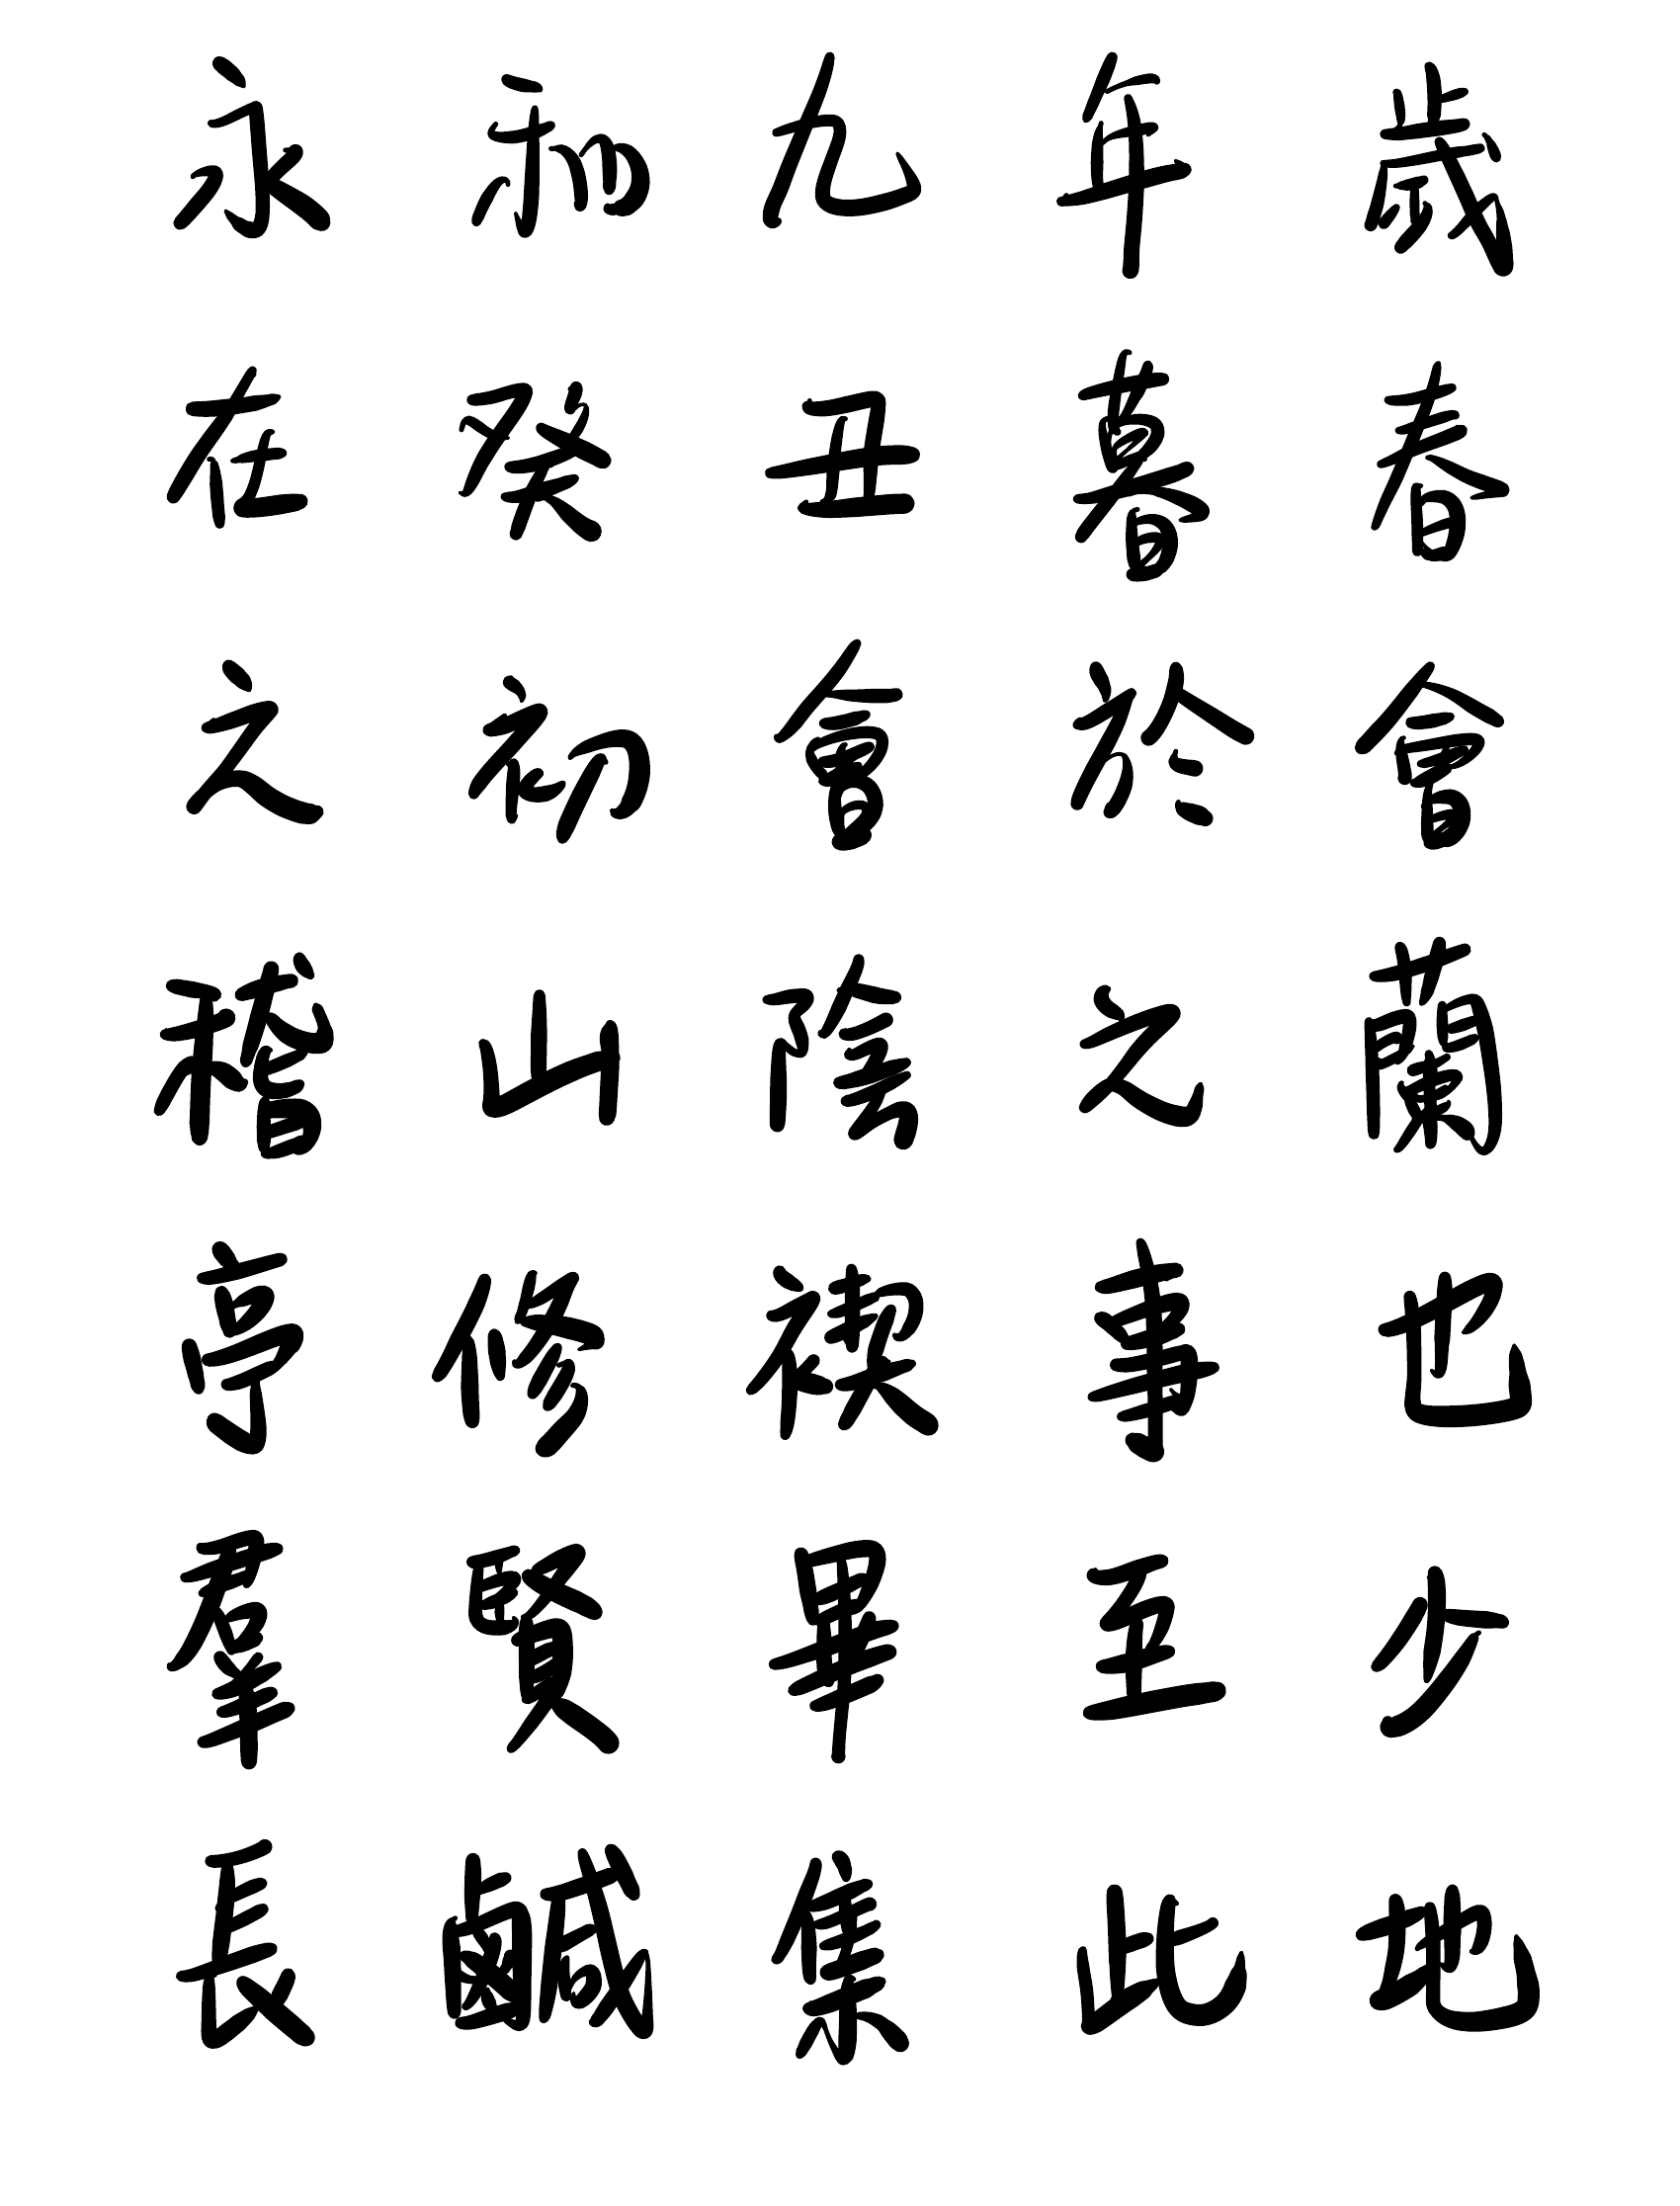 永和九年歲
在癸丑暮春
之初會於會
稽山陰之蘭
亭修禊事也
羣賢畢至少
長鹹集此地